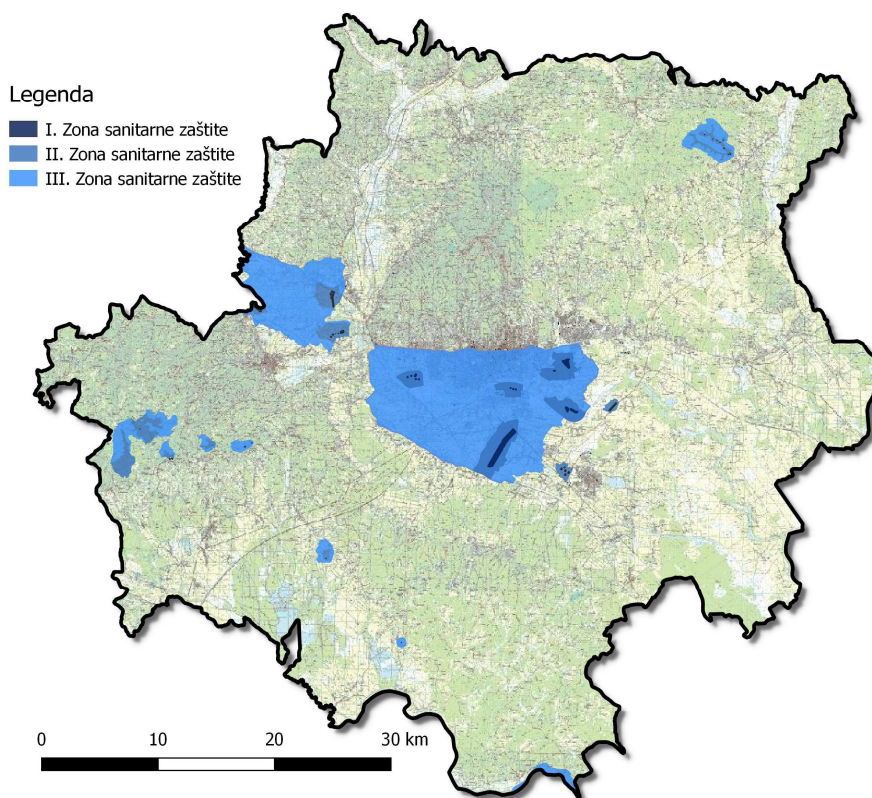 Legenda
I. Zona sanitarne zaštite
II. Zona sanitarne zaštite
III. Zona sanitarne zaštite
0 10 20 30 km